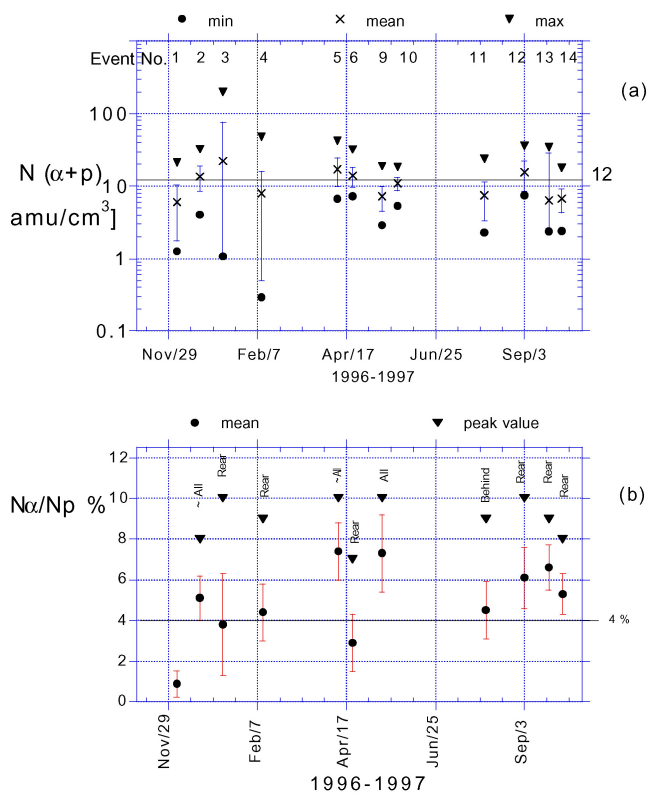 min mean max
Event No. 1 2 3 4 5 6 9 10 11 12 13 14
(a)
100
N (α+p) 10 12
amu/cm³]
1
0.1
Nov/29 Feb/7 Apr/17 Jun/25 Sep/3
1996-1997
mean peak value
12
Nα/Np % 10 (b)
~ All Rear Rear ~Al Rear All Behind Rear Rear Rear
8
6
4 4 %
2
0
Nov/29 Feb/7 Apr/17 Jun/25 Sep/3
1996-1997